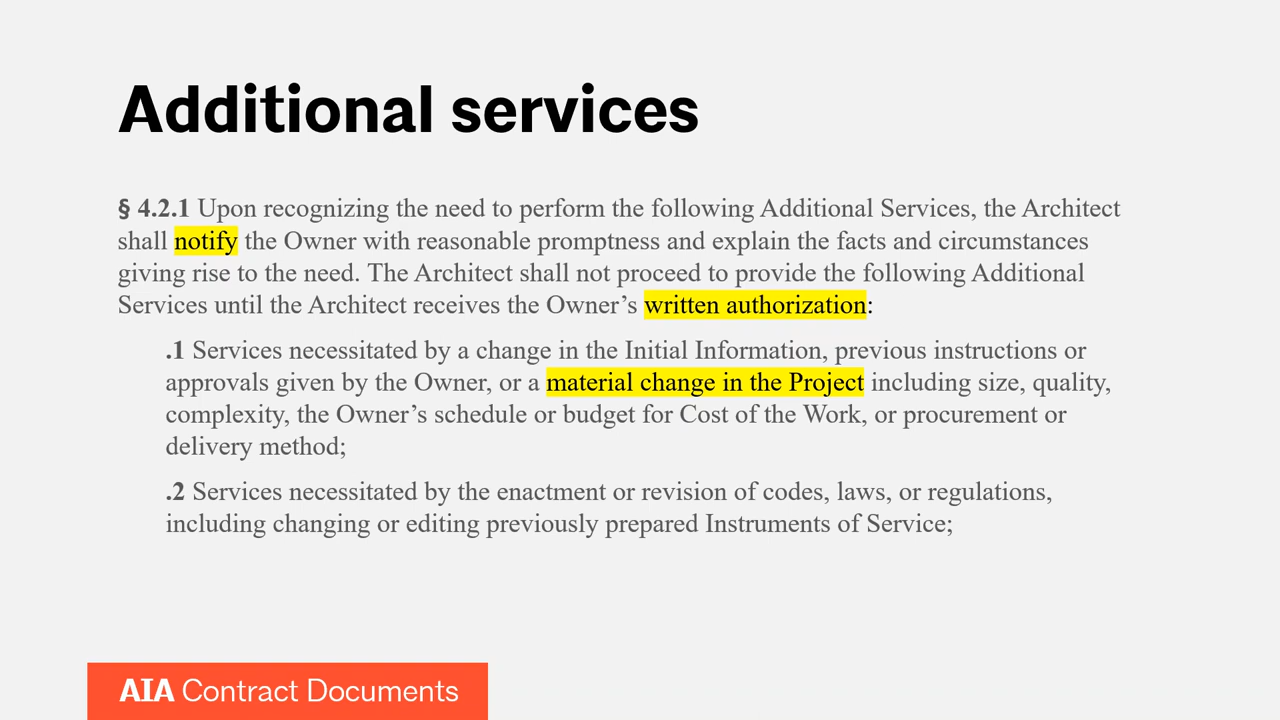 Additional services
§ 4.2.1 Upon recognizing the need to perform the following Additional Services, the Architect
shall notify the Owner with reasonable promptness and explain the facts and circumstances
giving rise to the need. The Architect shall not proceed to provide the following Additional
Services until the Architect receives the Owner’s written authorization:
.1 Services necessitated by a change in the Initial Information, previous instructions or
approvals given by the Owner, or a material change in the Project including size, quality,
complexity, the Owner’s schedule or budget for Cost of the Work, or procurement or
delivery method;
.2 Services necessitated by the enactment or revision of codes, laws, or regulations,
including changing or editing previously prepared Instruments of Service;
AIA Contract Documents